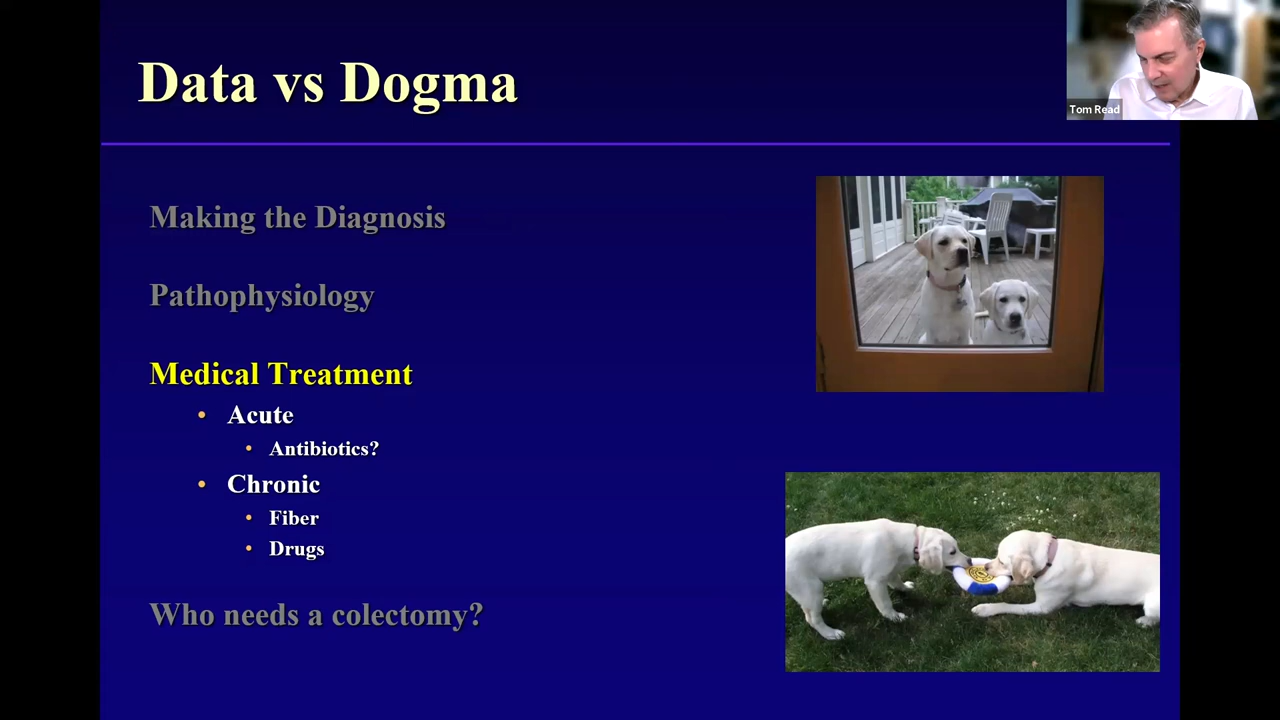 Data vs Dogma
Tom Read
Making the Diagnosis
Pathophysiology
Medical Treatment
• Acute
• Antibiotics?
• Chronic
• Fiber
• Drugs
Who needs a colectomy?